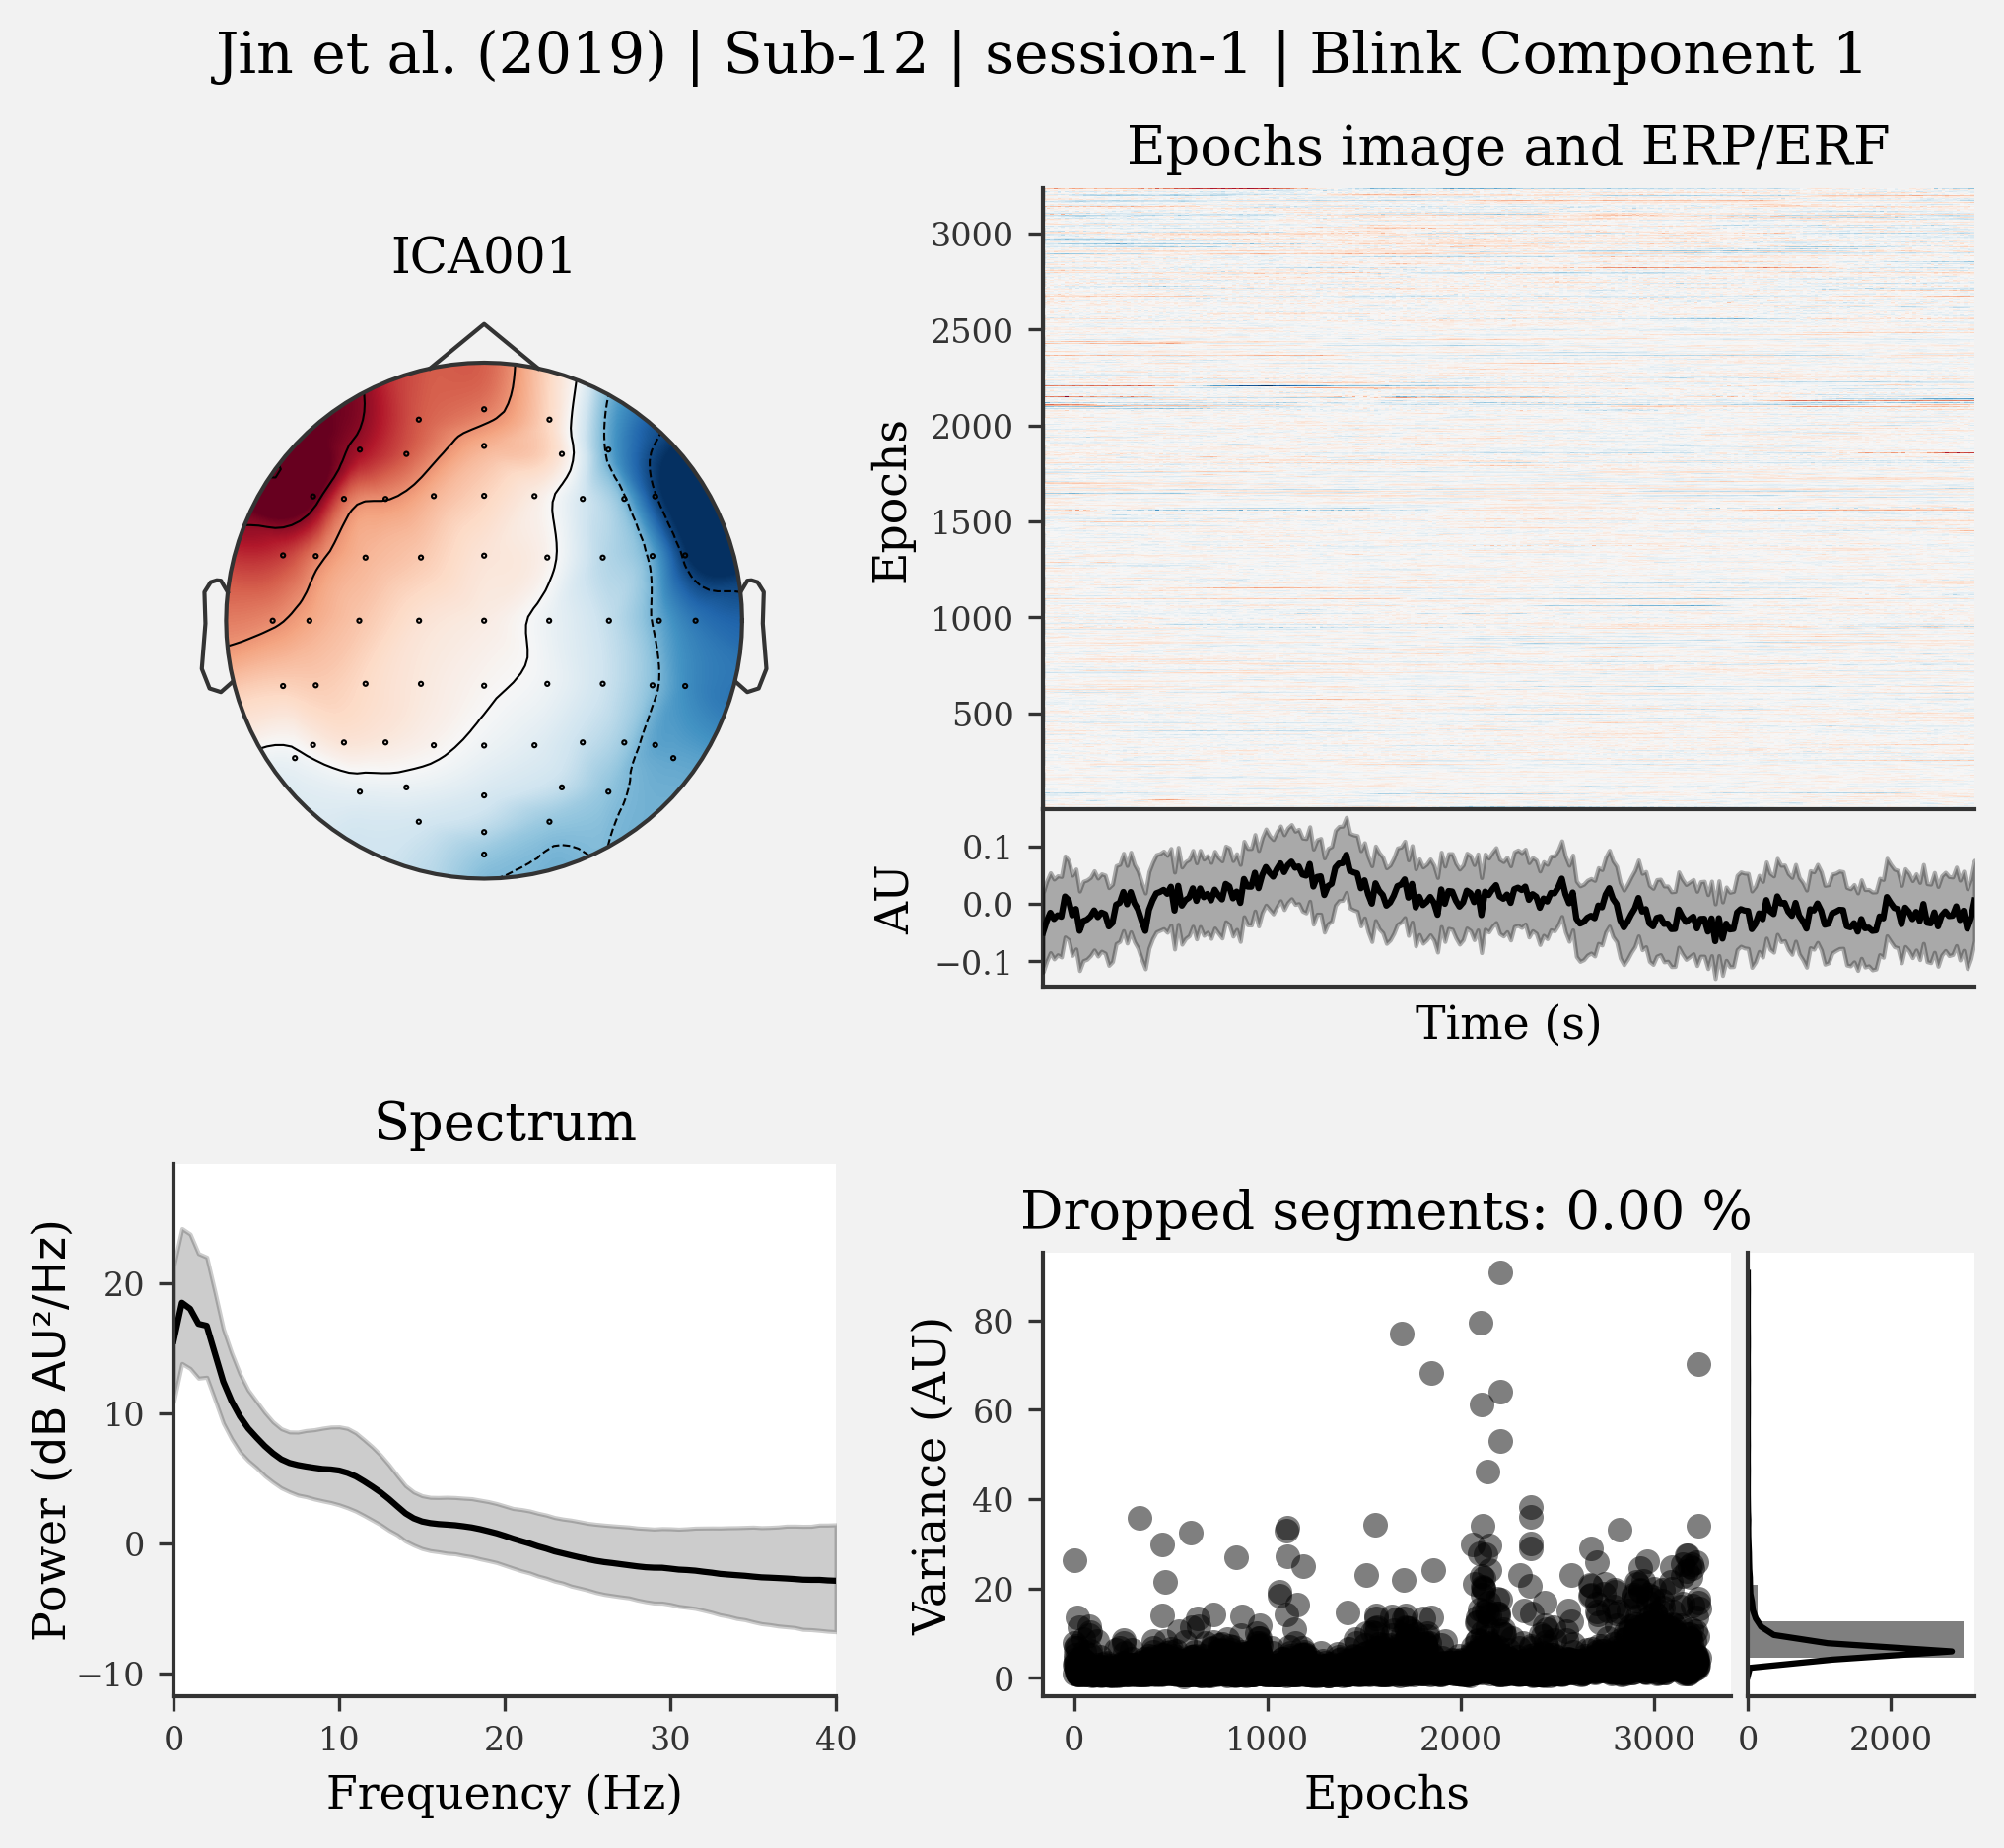 Jin et al. (2019) | Sub-12 | session-1 | Blink Component 1
ICA001
Epochs image and ERP/ERF
3000
2500
2000
1500
1000
500
Epochs
0.1
0.0
−0.1
AU
Time (s)
Spectrum
20
10
0
−10
Power (dB AU²/Hz)
0 10 20 30 40
Frequency (Hz)
Dropped segments: 0.00 %
80
60
40
20
0
Variance (AU)
0 1000 2000 3000
Epochs
0 2000